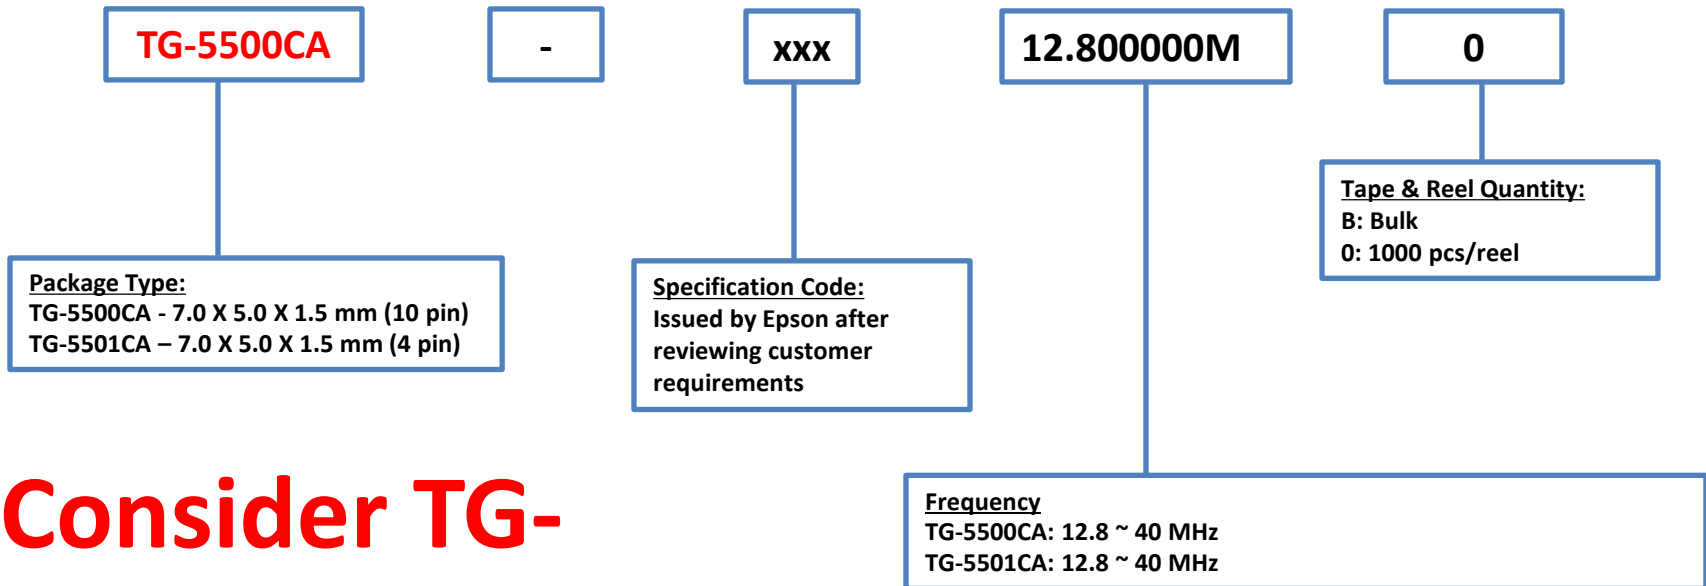 TG-5500CA - xxx 12.800000M 0
Package Type:
TG-5500CA - 7.0 X 5.0 X 1.5 mm (10 pin)
TG-5501CA – 7.0 X 5.0 X 1.5 mm (4 pin)
Specification Code:
Issued by Epson after
reviewing customer
requirements
Tape & Reel Quantity:
B: Bulk
0: 1000 pcs/reel
Consider TG-
Frequency
TG-5500CA: 12.8 ~ 40 MHz
TG-5501CA: 12.8 ~ 40 MHz